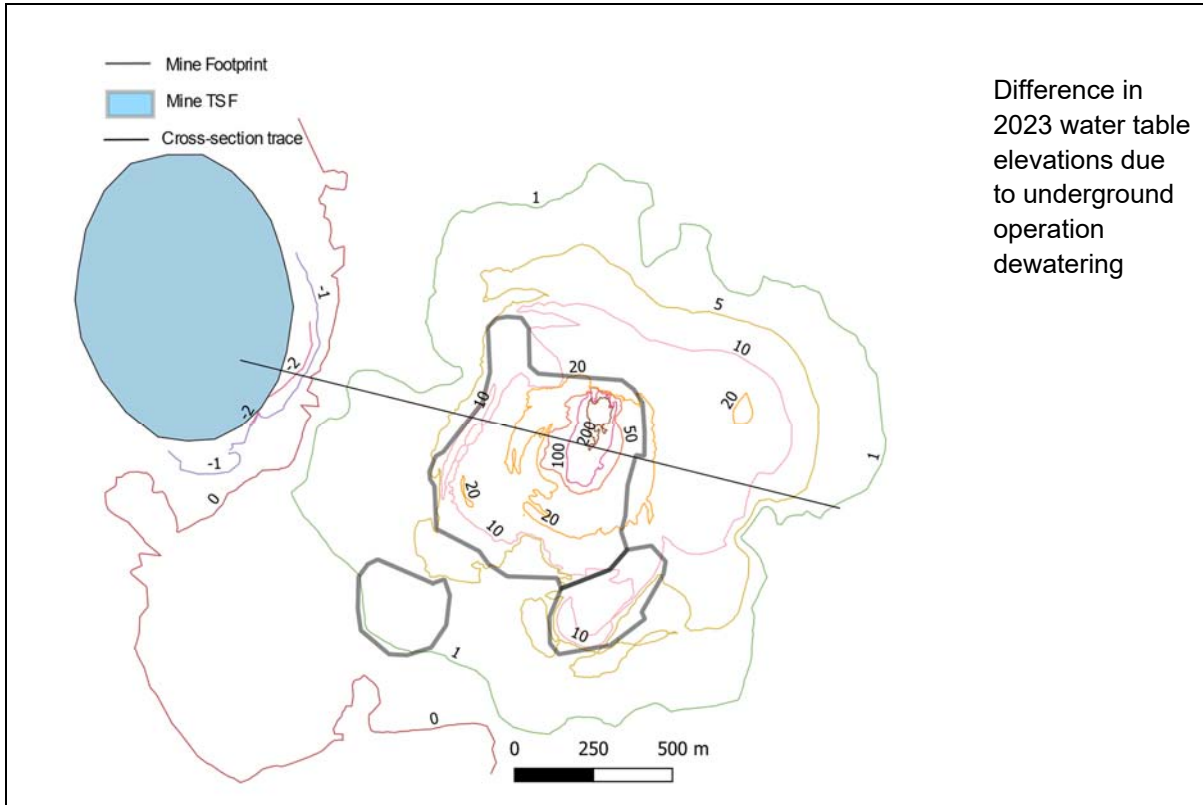 Mine Footprint
Mine TSF
Cross-section trace
Difference in
2023 water table
elevations due
to underground
operation
dewatering
1
5
10
20
20
10
50
200
100
20
20
10
10
1
1
-1
-2
-2
-1
0
0
0 250 500 m